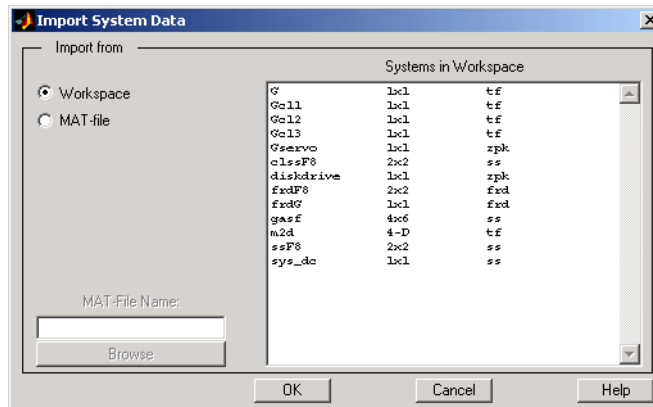 Import System Data
Import from
Systems in Workspace
Workspace
MAT-file
G 1x1 tf
Gcl1 1x1 tf
Gcl2 1x1 tf
Gcl3 1x1 tf
Gservo 1x1 zpk
clssF8 2x2 ss
diskdrive 1x1 zpk
frdF8 2x2 frd
frdG 1x1 frd
gasf 4x6 ss
m2d 4-D tf
ssF8 2x2 ss
sys_dc 1x1 ss
MAT-File Name:
Browse
OK Cancel Help